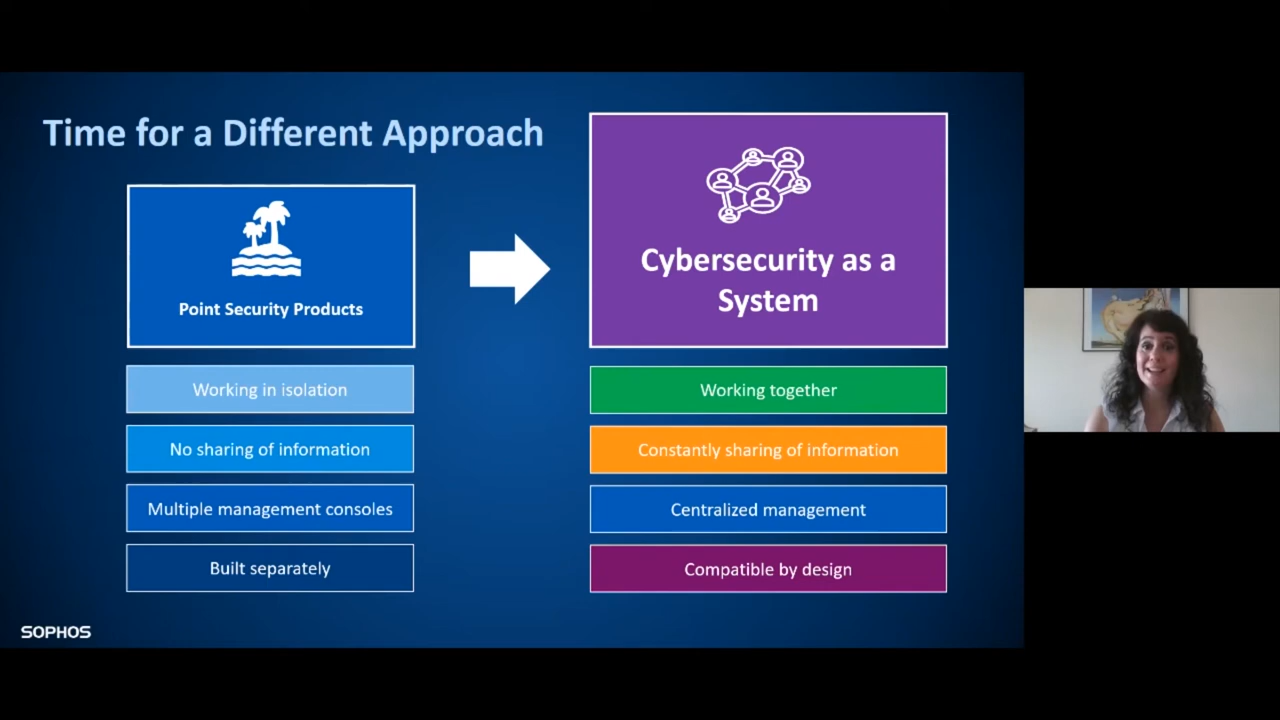 Time for a Different Approach
Point Security Products
Working in isolation
No sharing of information
Multiple management consoles
Built separately
Cybersecurity as a
System
Working together
Constantly sharing of information
Centralized management
Compatible by design
SOPHOS